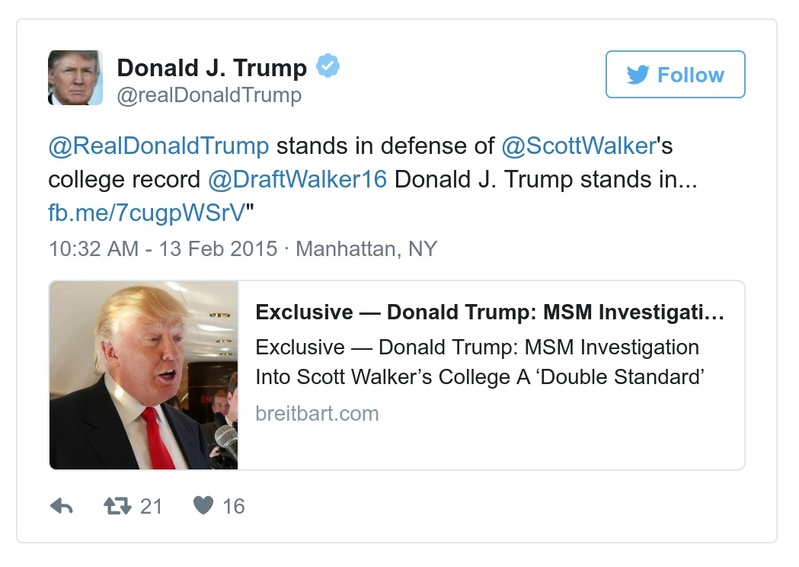 Donald J. Trump
@realDonaldTrump
Follow
@RealDonaldTrump stands in defense of @ScottWalker's
college record @DraftWalker16 Donald J. Trump stands in...
fb.me/7cugpWSrV"
10:32 AM - 13 Feb 2015 · Manhattan, NY
Exclusive — Donald Trump: MSM Investigati...
Exclusive — Donald Trump: MSM Investigation
Into Scott Walker’s College A ‘Double Standard’
breitbart.com
21 16